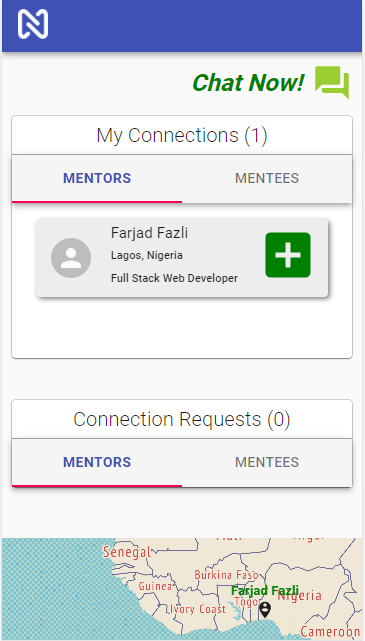 N
Chat Now!
My Connections (1)
MENTORS MENTEES
Farjad Fazli
Lagos, Nigeria
Full Stack Web Developer
Connection Requests (0)
MENTORS MENTEES
Senegal
Guinea
Burkina Faso
Farjad Fazli
Togo
Nigeria
Ivory Coast
Cameroon